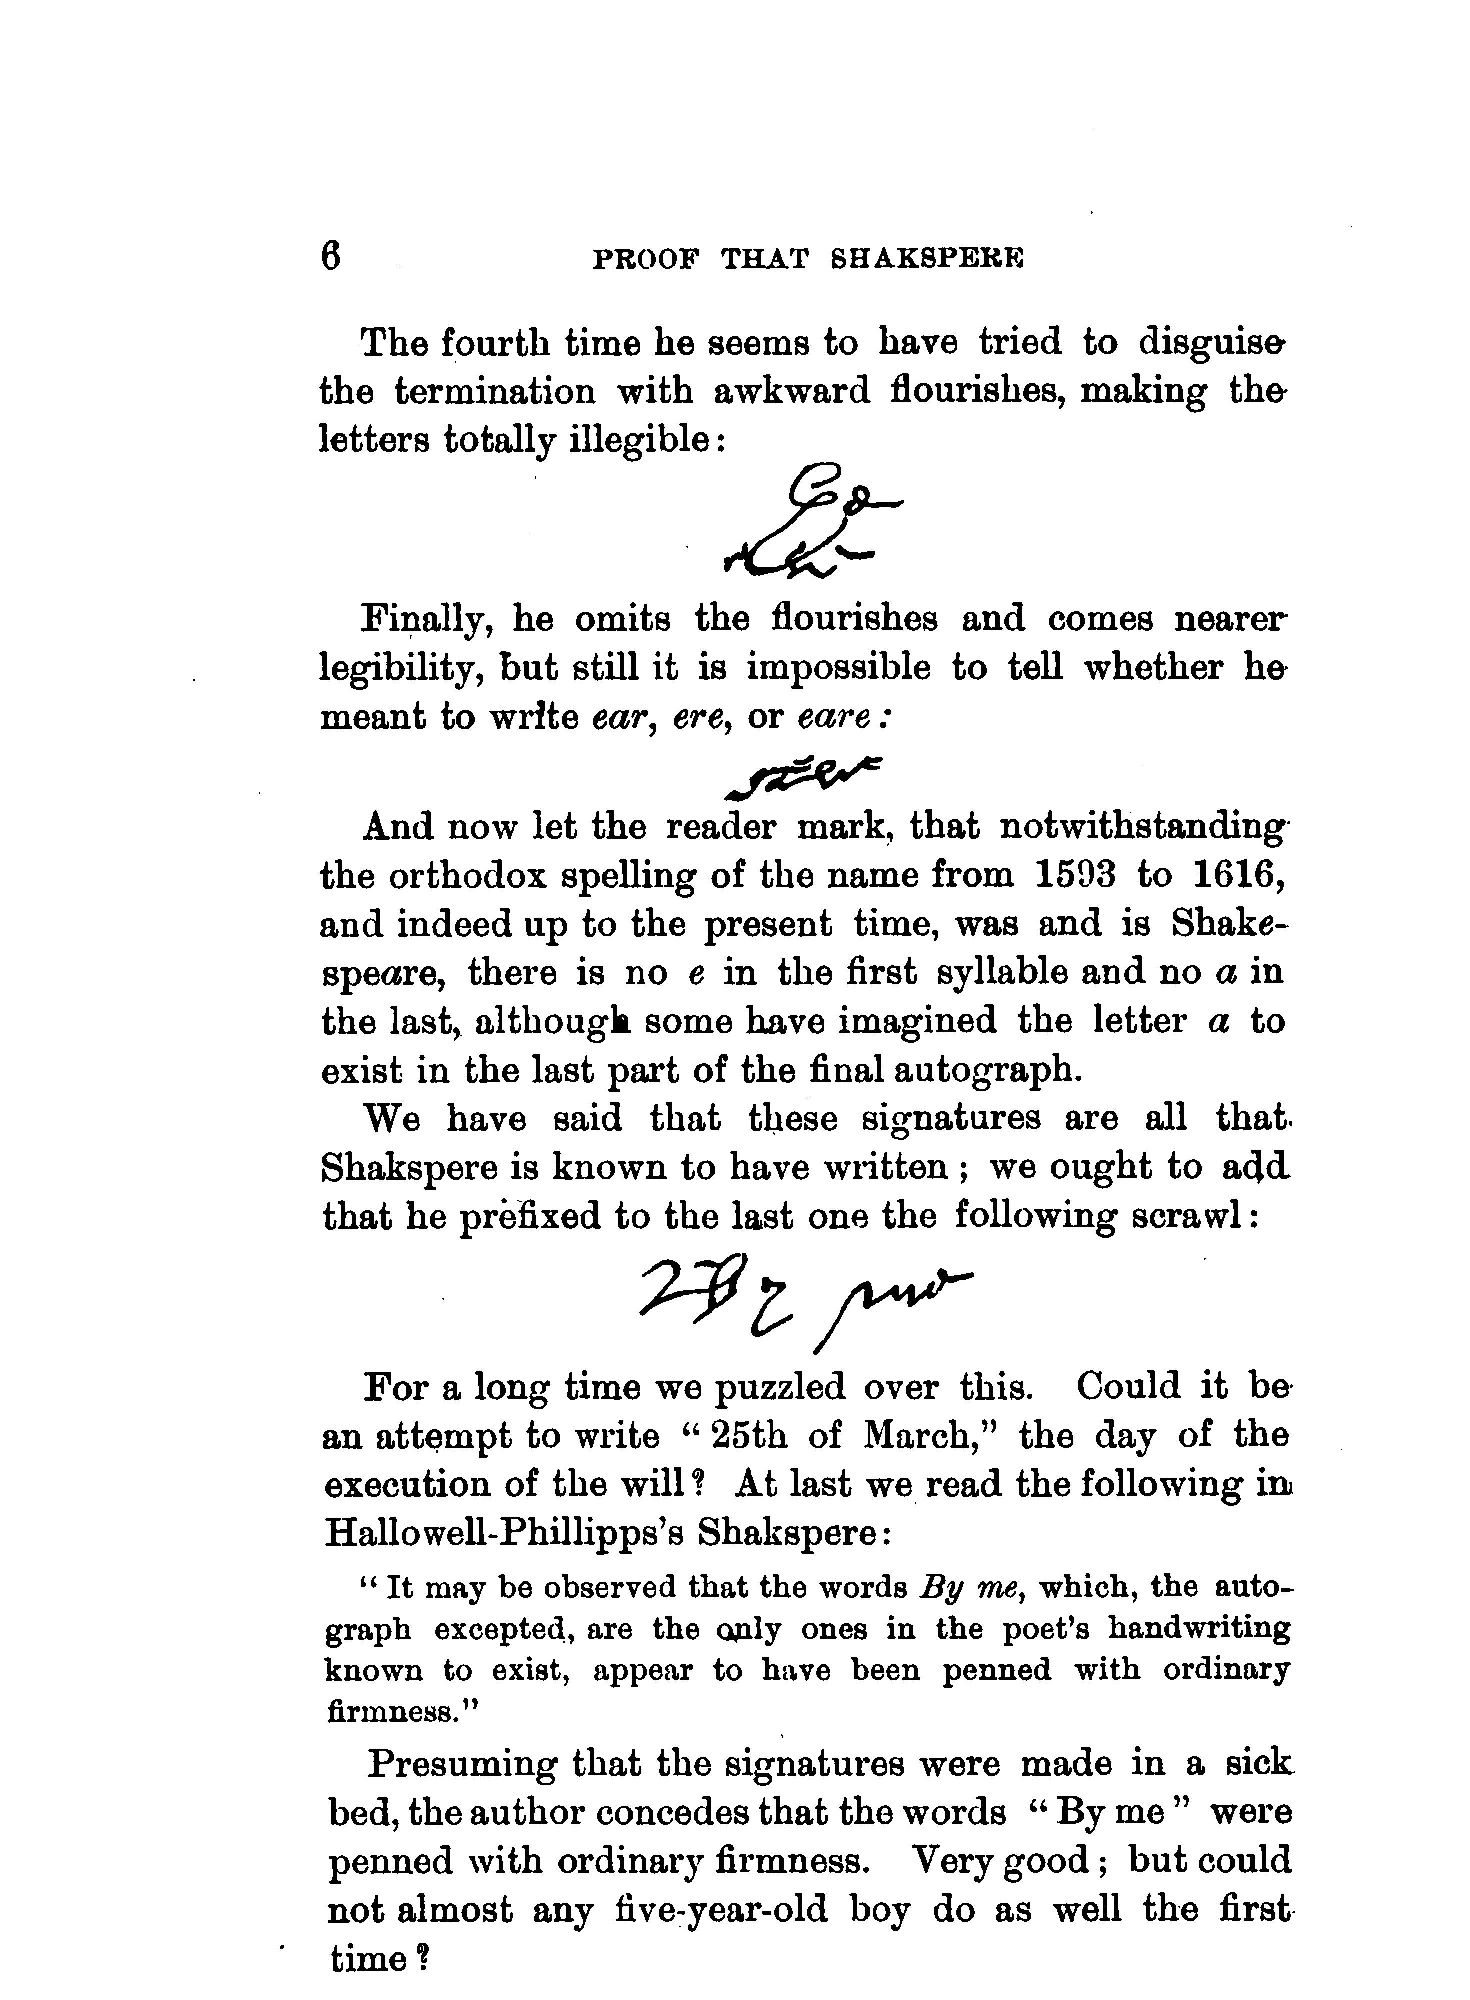 6 PROOF THAT SHAKSPERE
The fourth time he seems to have tried to disguise
the termination with awkward flourishes, making the
letters totally illegible:
Finally, he omits the flourishes and comes nearer
legibility, but still it is impossible to tell whether he
meant to write ear, ere, or eare:
And now let the reader mark, that notwithstanding
the orthodox spelling of the name from 1593 to 1616,
and indeed up to the present time, was and is Shake-
speare, there is no e in the first syllable and no a in
the last, although some have imagined the letter a to
exist in the last part of the final autograph.
We have said that these signatures are all that
Shakspere is known to have written; we ought to add
that he prefixed to the last one the following scrawl:
For a long time we puzzled over this. Could it be
an attempt to write "25th of March," the day of the
execution of the will? At last we read the following in
Hallowell-Phillipps's Shakspere:
"It may be observed that the words By me, which, the auto-
graph excepted, are the only ones in the poet's handwriting
known to exist, appear to have been penned with ordinary
firmness."
Presuming that the signatures were made in a sick
bed, the author concedes that the words "By me" were
penned with ordinary firmness. Very good; but could
not almost any five-year-old boy do as well the first
time?